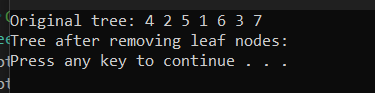 Original tree: 4 2 5 1 6 3 7
Tree after removing leaf nodes:
Press any key to continue . . .